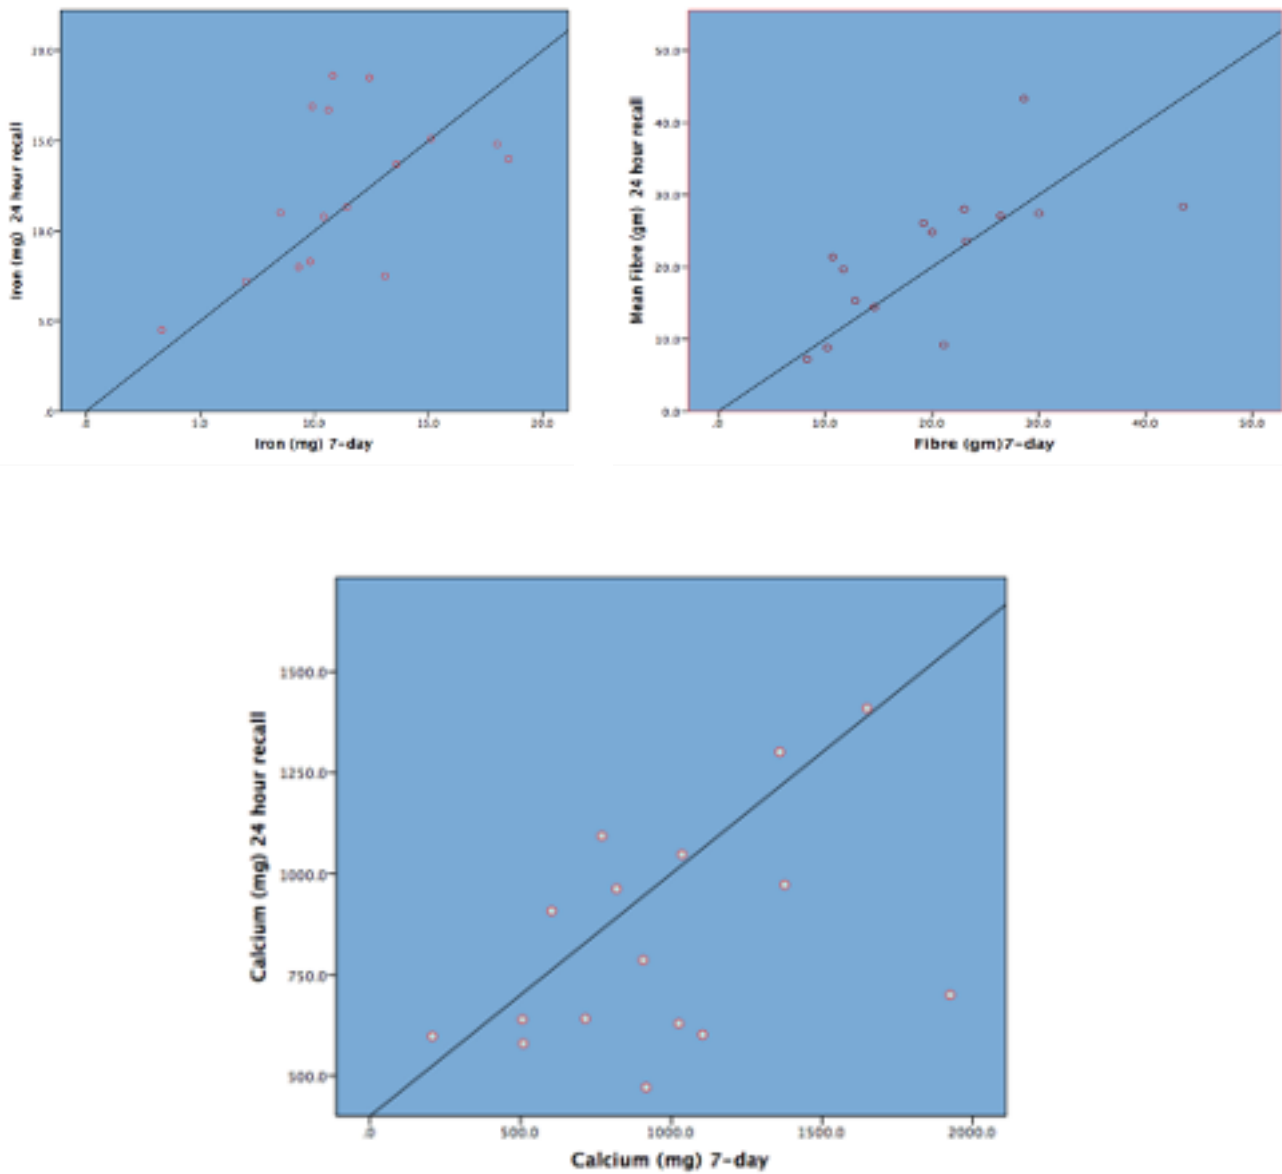 20.0
15.0
10.0
5.0
.0
Iron (mg) 24 hour recall
.0 5.0 10.0 15.0 20.0
Iron (mg) 7-day
50.0
40.0
30.0
20.0
10.0
0.0
Mean Fibre (gm) 24 hour recall
.0 10.0 20.0 30.0 40.0 50.0
Fibre (gm)7-day
1500.0
1250.0
1000.0
750.0
500.0
Calcium (mg) 24 hour recall
.0 500.0 1000.0 1500.0 2000.0
Calcium (mg) 7-day